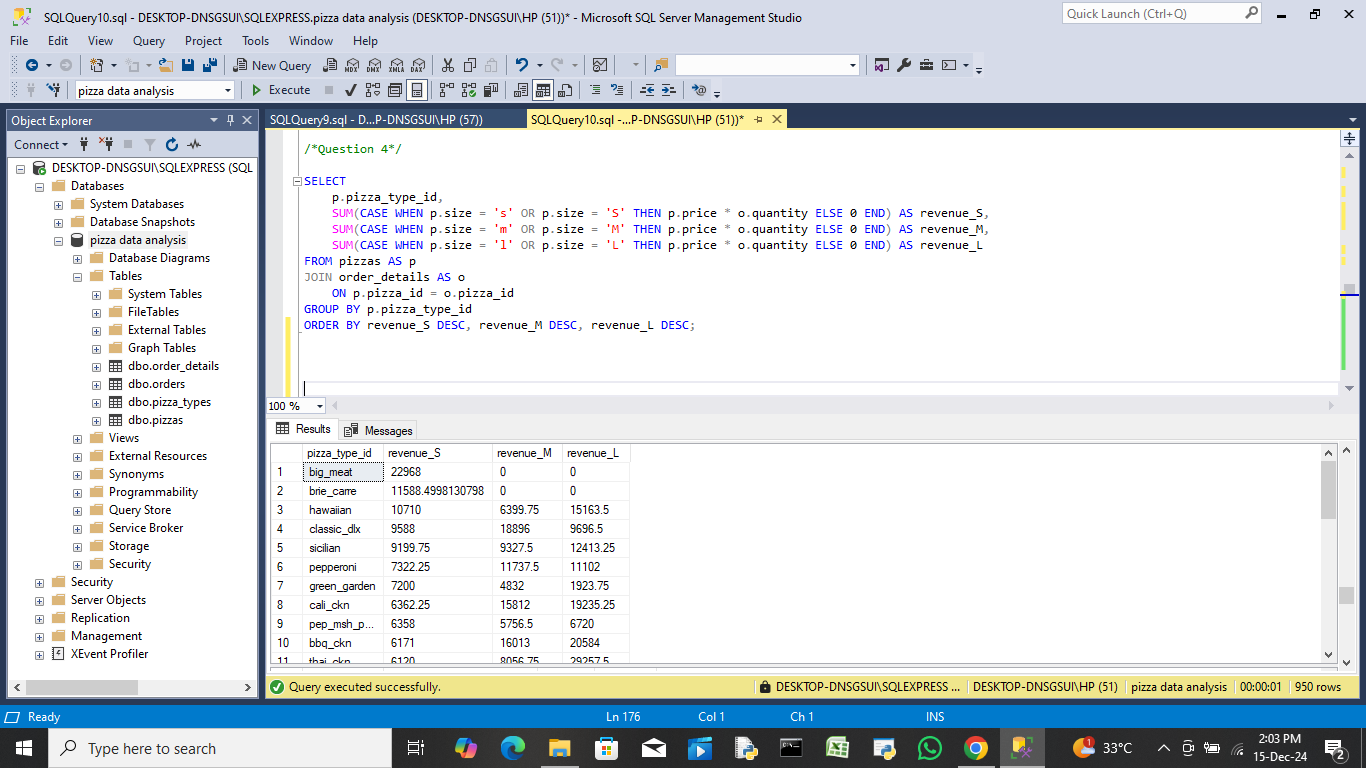 SQLQuery10.sql - DESKTOP-DNSGSUI\SQLEXPRESS.pizza data analysis (DESKTOP-DNSGSUI\HP (51))* - Microsoft SQL Server Management Studio
Quick Launch (Ctrl+Q)
File Edit View Query Project Tools Window Help
New Query MDX DMX XMLA DAX
pizza data analysis Execute
Object Explorer
Connect
DESKTOP-DNSGSUI\SQLEXPRESS (SQL
Databases
System Databases
Database Snapshots
pizza data analysis
Database Diagrams
Tables
System Tables
FileTables
External Tables
Graph Tables
dbo.order_details
dbo.orders
dbo.pizza_types
dbo.pizzas
Views
External Resources
Synonyms
Programmability
Query Store
Service Broker
Storage
Security
Security
Server Objects
Replication
Management
XEvent Profiler
SQLQuery9.sql - D...P-DNSGSUI\HP (57)) SQLQuery10.sql -...P-DNSGSUI\HP (51))*
/*Question 4*/
SELECT
p.pizza_type_id,
SUM(CASE WHEN p.size = 's' OR p.size = 'S' THEN p.price * o.quantity ELSE 0 END) AS revenue_S,
SUM(CASE WHEN p.size = 'm' OR p.size = 'M' THEN p.price * o.quantity ELSE 0 END) AS revenue_M,
SUM(CASE WHEN p.size = 'l' OR p.size = 'L' THEN p.price * o.quantity ELSE 0 END) AS revenue_L
FROM pizzas AS p
JOIN order_details AS o
ON p.pizza_id = o.pizza_id
GROUP BY p.pizza_type_id
ORDER BY revenue_S DESC, revenue_M DESC, revenue_L DESC;
100 %
Results Messages
pizza_type_id revenue_S revenue_M revenue_L
1 big_meat 22968 0 0
2 brie_carre 11588.4998130798 0 0
3 hawaiian 10710 6399.75 15163.5
4 classic_dlx 9588 18896 9696.5
5 sicilian 9199.75 9327.5 12413.25
6 pepperoni 7322.25 11737.5 11102
7 green_garden 7200 4832 1923.75
8 cali_ckn 6362.25 15812 19235.25
9 pep_msh_p... 6358 5756.5 6720
10 bbq_ckn 6171 16013 20584
11 thai_ckn 6120 8056.75 29257.5
Query executed successfully. DESKTOP-DNSGSUI\SQLEXPRESS ... DESKTOP-DNSGSUI\HP (51) pizza data analysis 00:00:01 950 rows
Ready Ln 176 Col 1 Ch 1 INS
Type here to search
1 33°C 2:03 PM
15-Dec-24 2